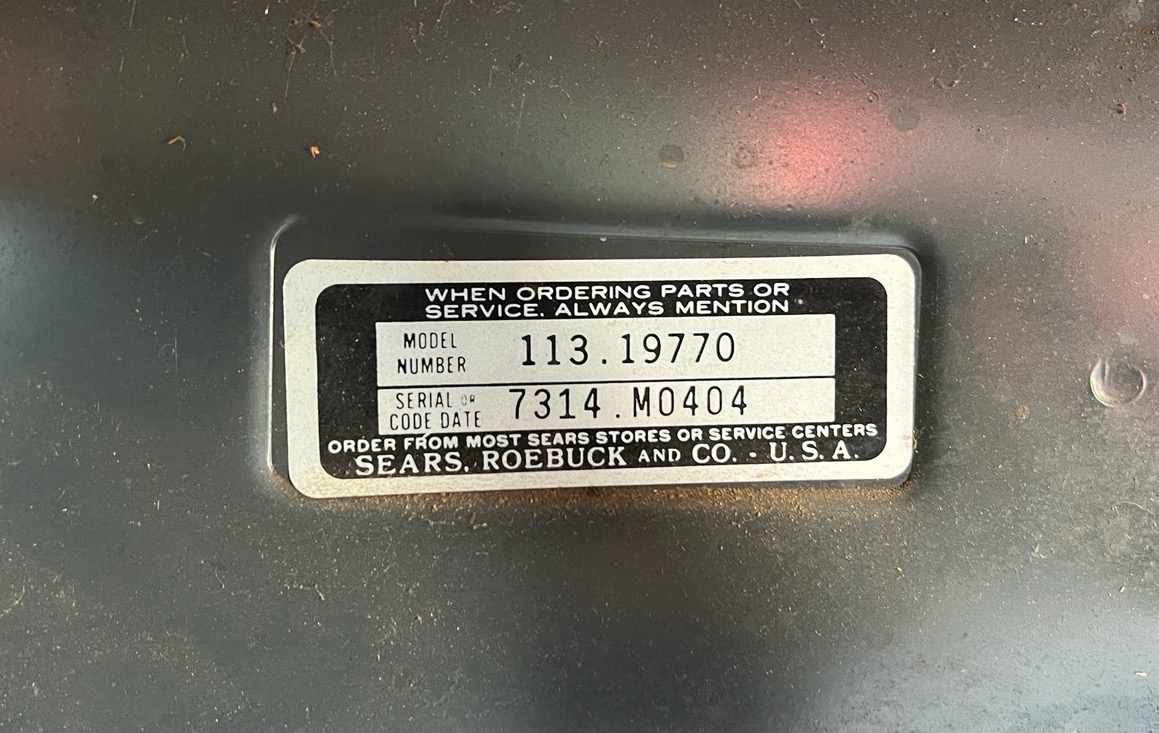 WHEN ORDERING PARTS OR
SERVICE, ALWAYS MENTION
MODEL
NUMBER 113.19770
SERIAL OR
CODE DATE 7314.M0404
ORDER FROM MOST SEARS STORES OR SERVICE CENTERS
SEARS, ROEBUCK AND CO. - U.S.A.